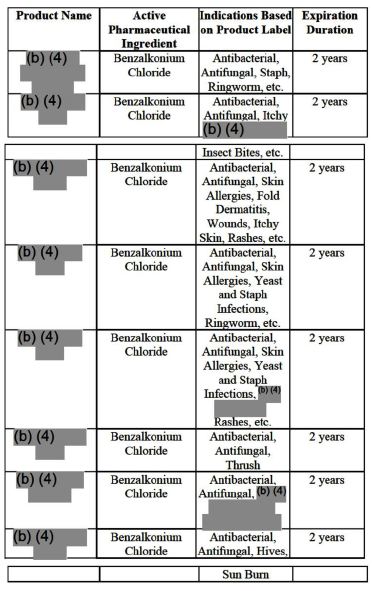 Product Name Active Pharmaceutical Ingredient Indications Based on Product Label Expiration Duration
(b) (4) Benzalkonium Chloride Antibacterial, Antifungal, Staph, Ringworm, etc. 2 years
(b) (4) Benzalkonium Chloride Antibacterial, Antifungal, Itchy (b) (4)
2 years
Insect Bites, etc.
(b) (4) Benzalkonium Chloride Antibacterial, Antifungal, Skin Allergies, Fold Dermatitis, Wounds, Itchy Skin, Rashes, etc. 2 years
(b) (4) Benzalkonium Chloride Antibacterial, Antifungal, Skin Allergies, Yeast and Staph Infections, Ringworm, etc. 2 years
(b) (4) Benzalkonium Chloride Antibacterial, Antifungal, Skin Allergies, Yeast and Staph Infections, (b) (4) Rashes, etc. 2 years
(b) (4) Benzalkonium Chloride Antibacterial, Antifungal, Thrush 2 years
(b) (4) Benzalkonium Chloride Antibacterial, Antifungal, (b) (4) 2 years
(b) (4) Benzalkonium Chloride Antibacterial, Antifungal, Hives, 2 years
Sun Burn